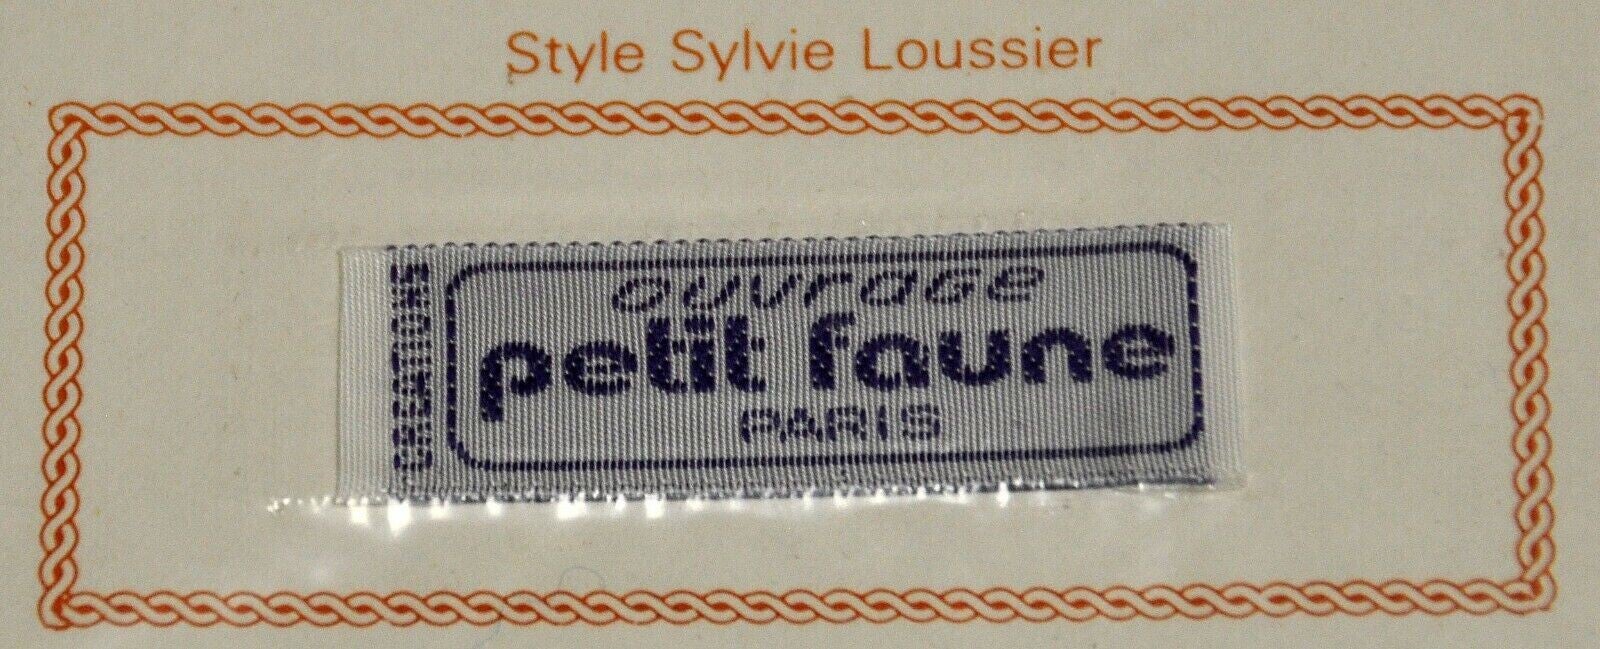 Style Sylvie Loussier
CREATIONS
ouvrage
petit faune
PARIS